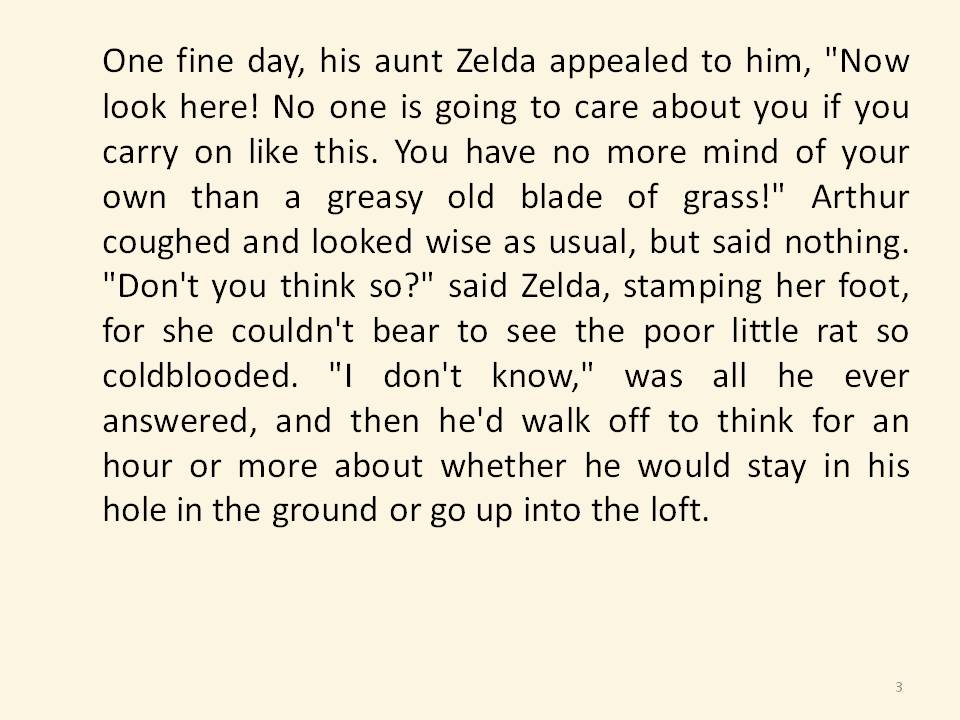 One fine day, his aunt Zelda appealed to him, "Now
look here! No one is going to care about you if you
carry on like this. You have no more mind of your
own than a greasy old blade of grass!" Arthur
coughed and looked wise as usual, but said nothing.
"Don't you think so?" said Zelda, stamping her foot,
for she couldn't bear to see the poor little rat so
coldblooded. "I don't know," was all he ever
answered, and then he'd walk off to think for an
hour or more about whether he would stay in his
hole in the ground or go up into the loft.
3